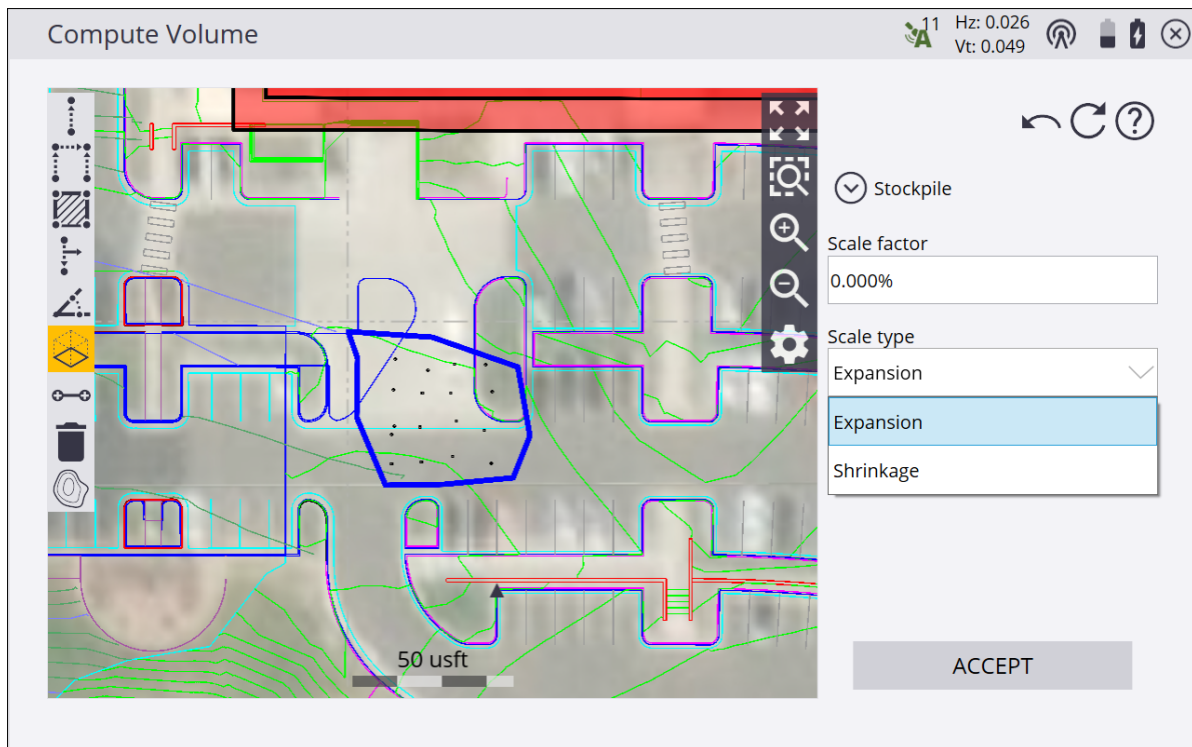 Compute Volume
11
Hz: 0.026
Vt: 0.049
Stockpile
Scale factor
0.000%
Scale type
Expansion
Expansion
Shrinkage
50 usft
ACCEPT